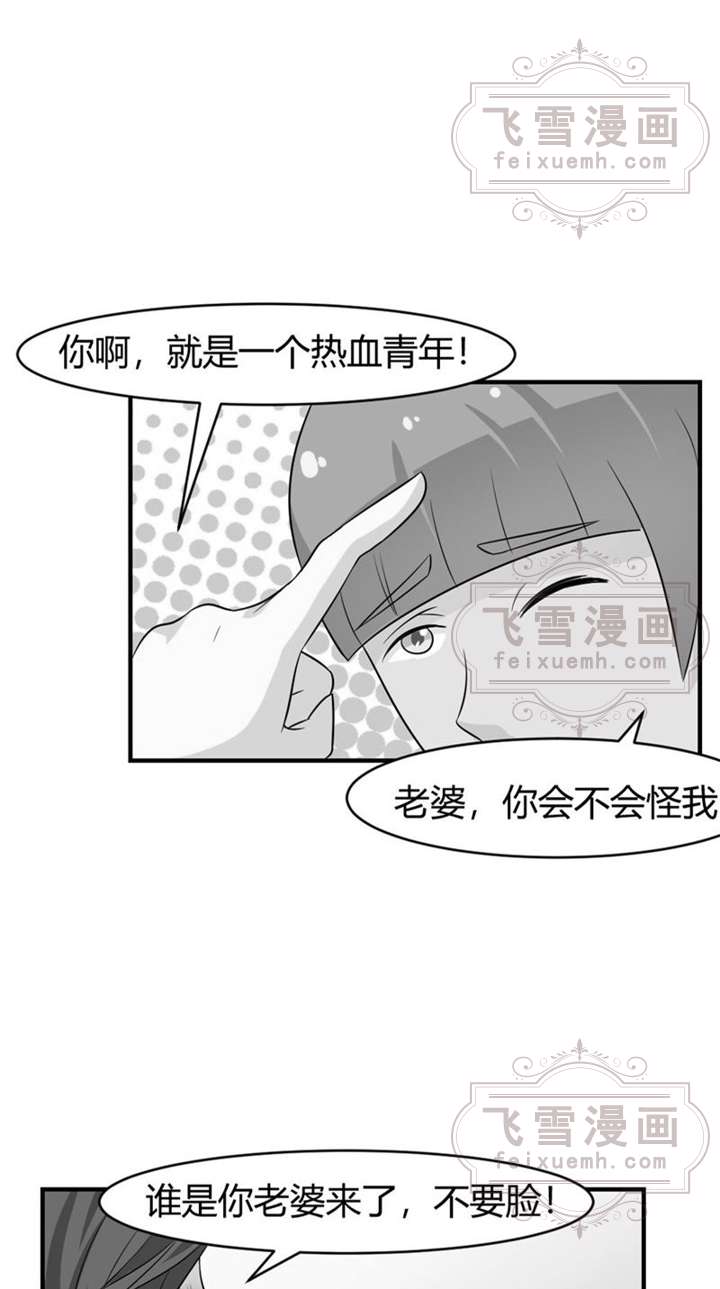 飞雪漫画
feixuemh.com
你啊，就是一个热血青年！
飞雪漫画
feixuemh.com
老婆，你会不会怪我
飞雪漫画
feixuemh.com
谁是你老婆来了，不要脸！